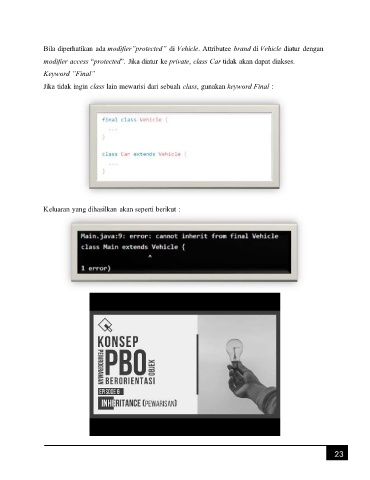 Bila diperhatikan ada modifier"protected" di Vehicle. Attributee brand di Vehicle diatur dengan
modifier access "protected". Jika diatur ke private, class Car tidak akan dapat diakses.
Keyword "Final"
Jika tidak ingin class lain mewarisi dari sebuah class, gunakan keyword Final :
final class Vehicle {
...
}
class Car extends Vehicle {
...
}
Keluaran yang dihasilkan akan seperti berikut :
Main.java:9: error: cannot inherit from final Vehicle
class Main extends Vehicle {
^
1 error)
KONSEP
PEMROGRAMAN
PBO
OBJEK
BERORIENTASI
EPISODE 6
INHERITANCE (PEWARISAN)
23